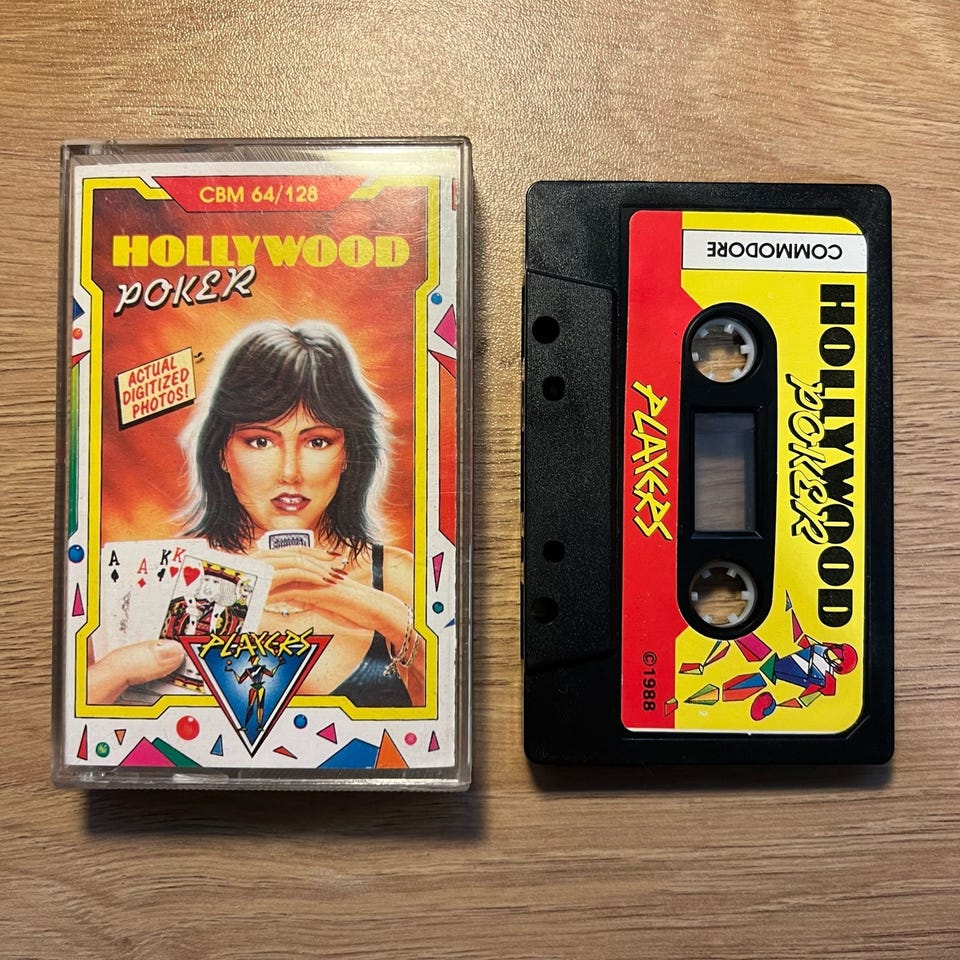 CBM 64/128
HOLLYWOOD
POKER
ACTUAL
DIGITIZED
PHOTOS!
A A K K
PLAYERS
COMMODORE
HOLLYWOOD
POKER
PLAYERS
©1988